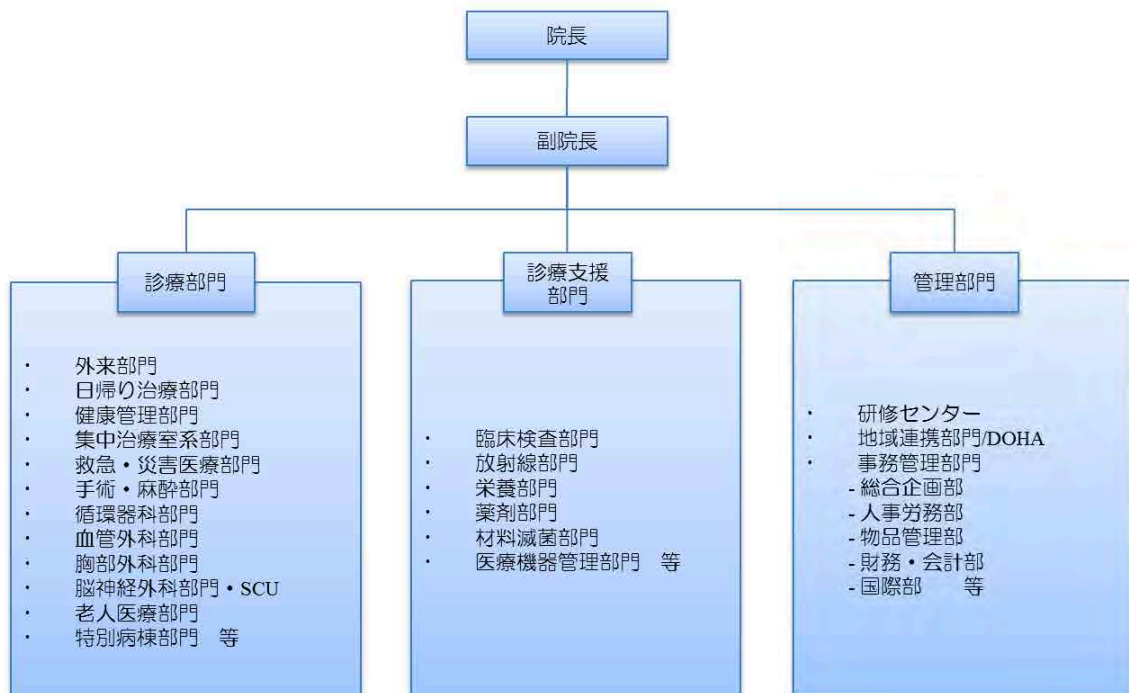 院長
副院長
診療部門
・ 外来部門
・ 日帰り治療部門
・ 健康管理部門
・ 集中治療室系部門
・ 救急・災害医療部門
・ 手術・麻酔部門
・ 循環器科部門
・ 血管外科部門
・ 胸部外科部門
・ 脳神経外科部門・SCU
・ 老人医療部門
・ 特別病棟部門　等
診療支援
部門
・ 臨床検査部門
・ 放射線部門
・ 栄養部門
・ 薬剤部門
・ 材料滅菌部門
・ 医療機器管理部門　等
管理部門
・ 研修センター
・ 地域連携部門/DOHA
・ 事務管理部門
- 総合企画部
- 人事労務部
- 物品管理部
- 財務・会計部
- 国際部　　等